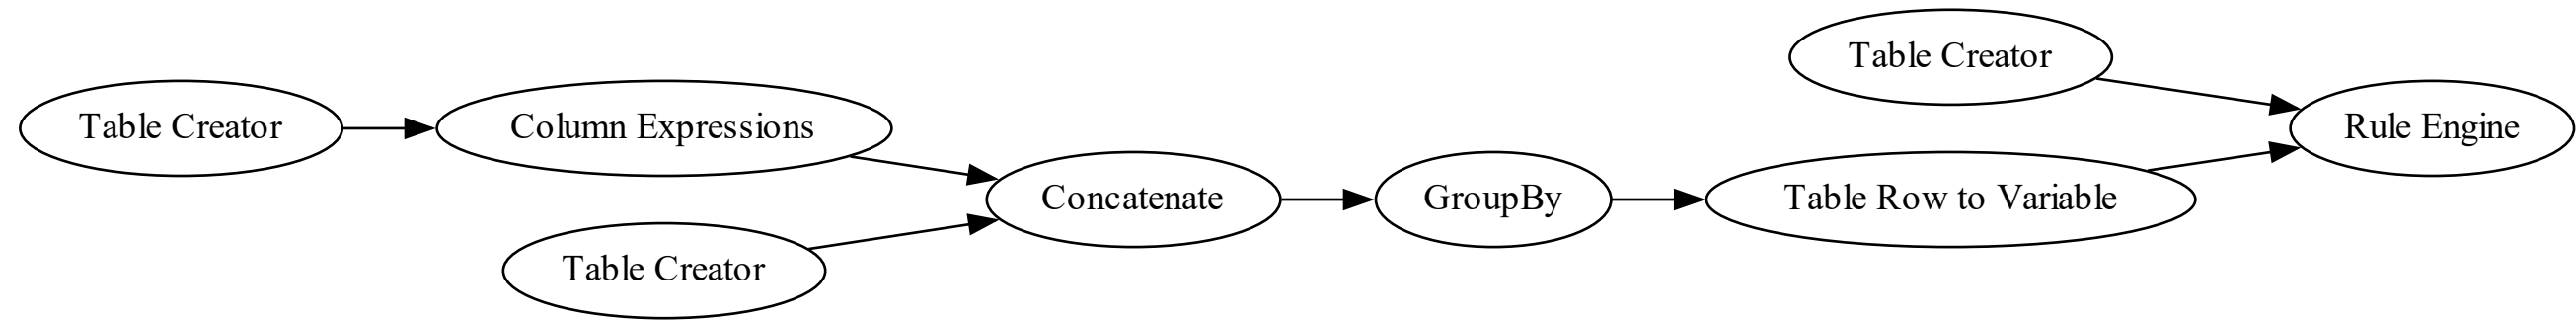 Table Creator
Column Expressions
Table Creator
Concatenate
GroupBy
Table Creator
Table Row to Variable
Rule Engine